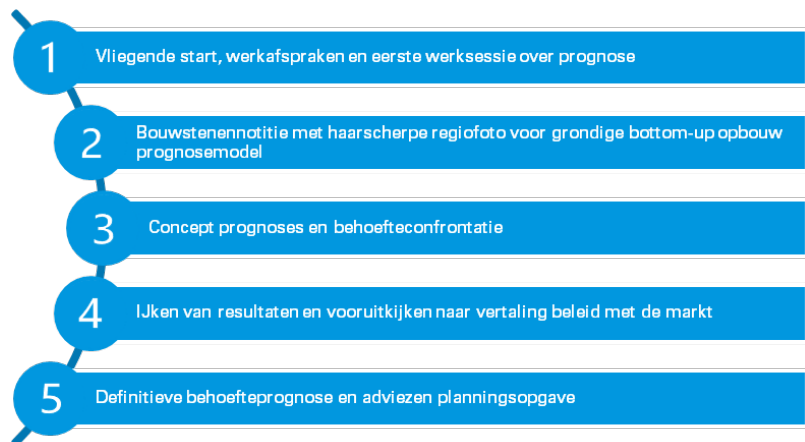 1
Vliegende start, werkafspraken en eerste werksessie over prognose
2
Bouwstenennotitie met haarscherpe regiofoto voor grondige bottom-up opbouw
prognosemodel
3
Concept prognoses en behoefteconfrontatie
4
IJken van resultaten en vooruitkijken naar vertaling beleid met de markt
5
Definitieve behoefteprognose en adviezen planningsopgave